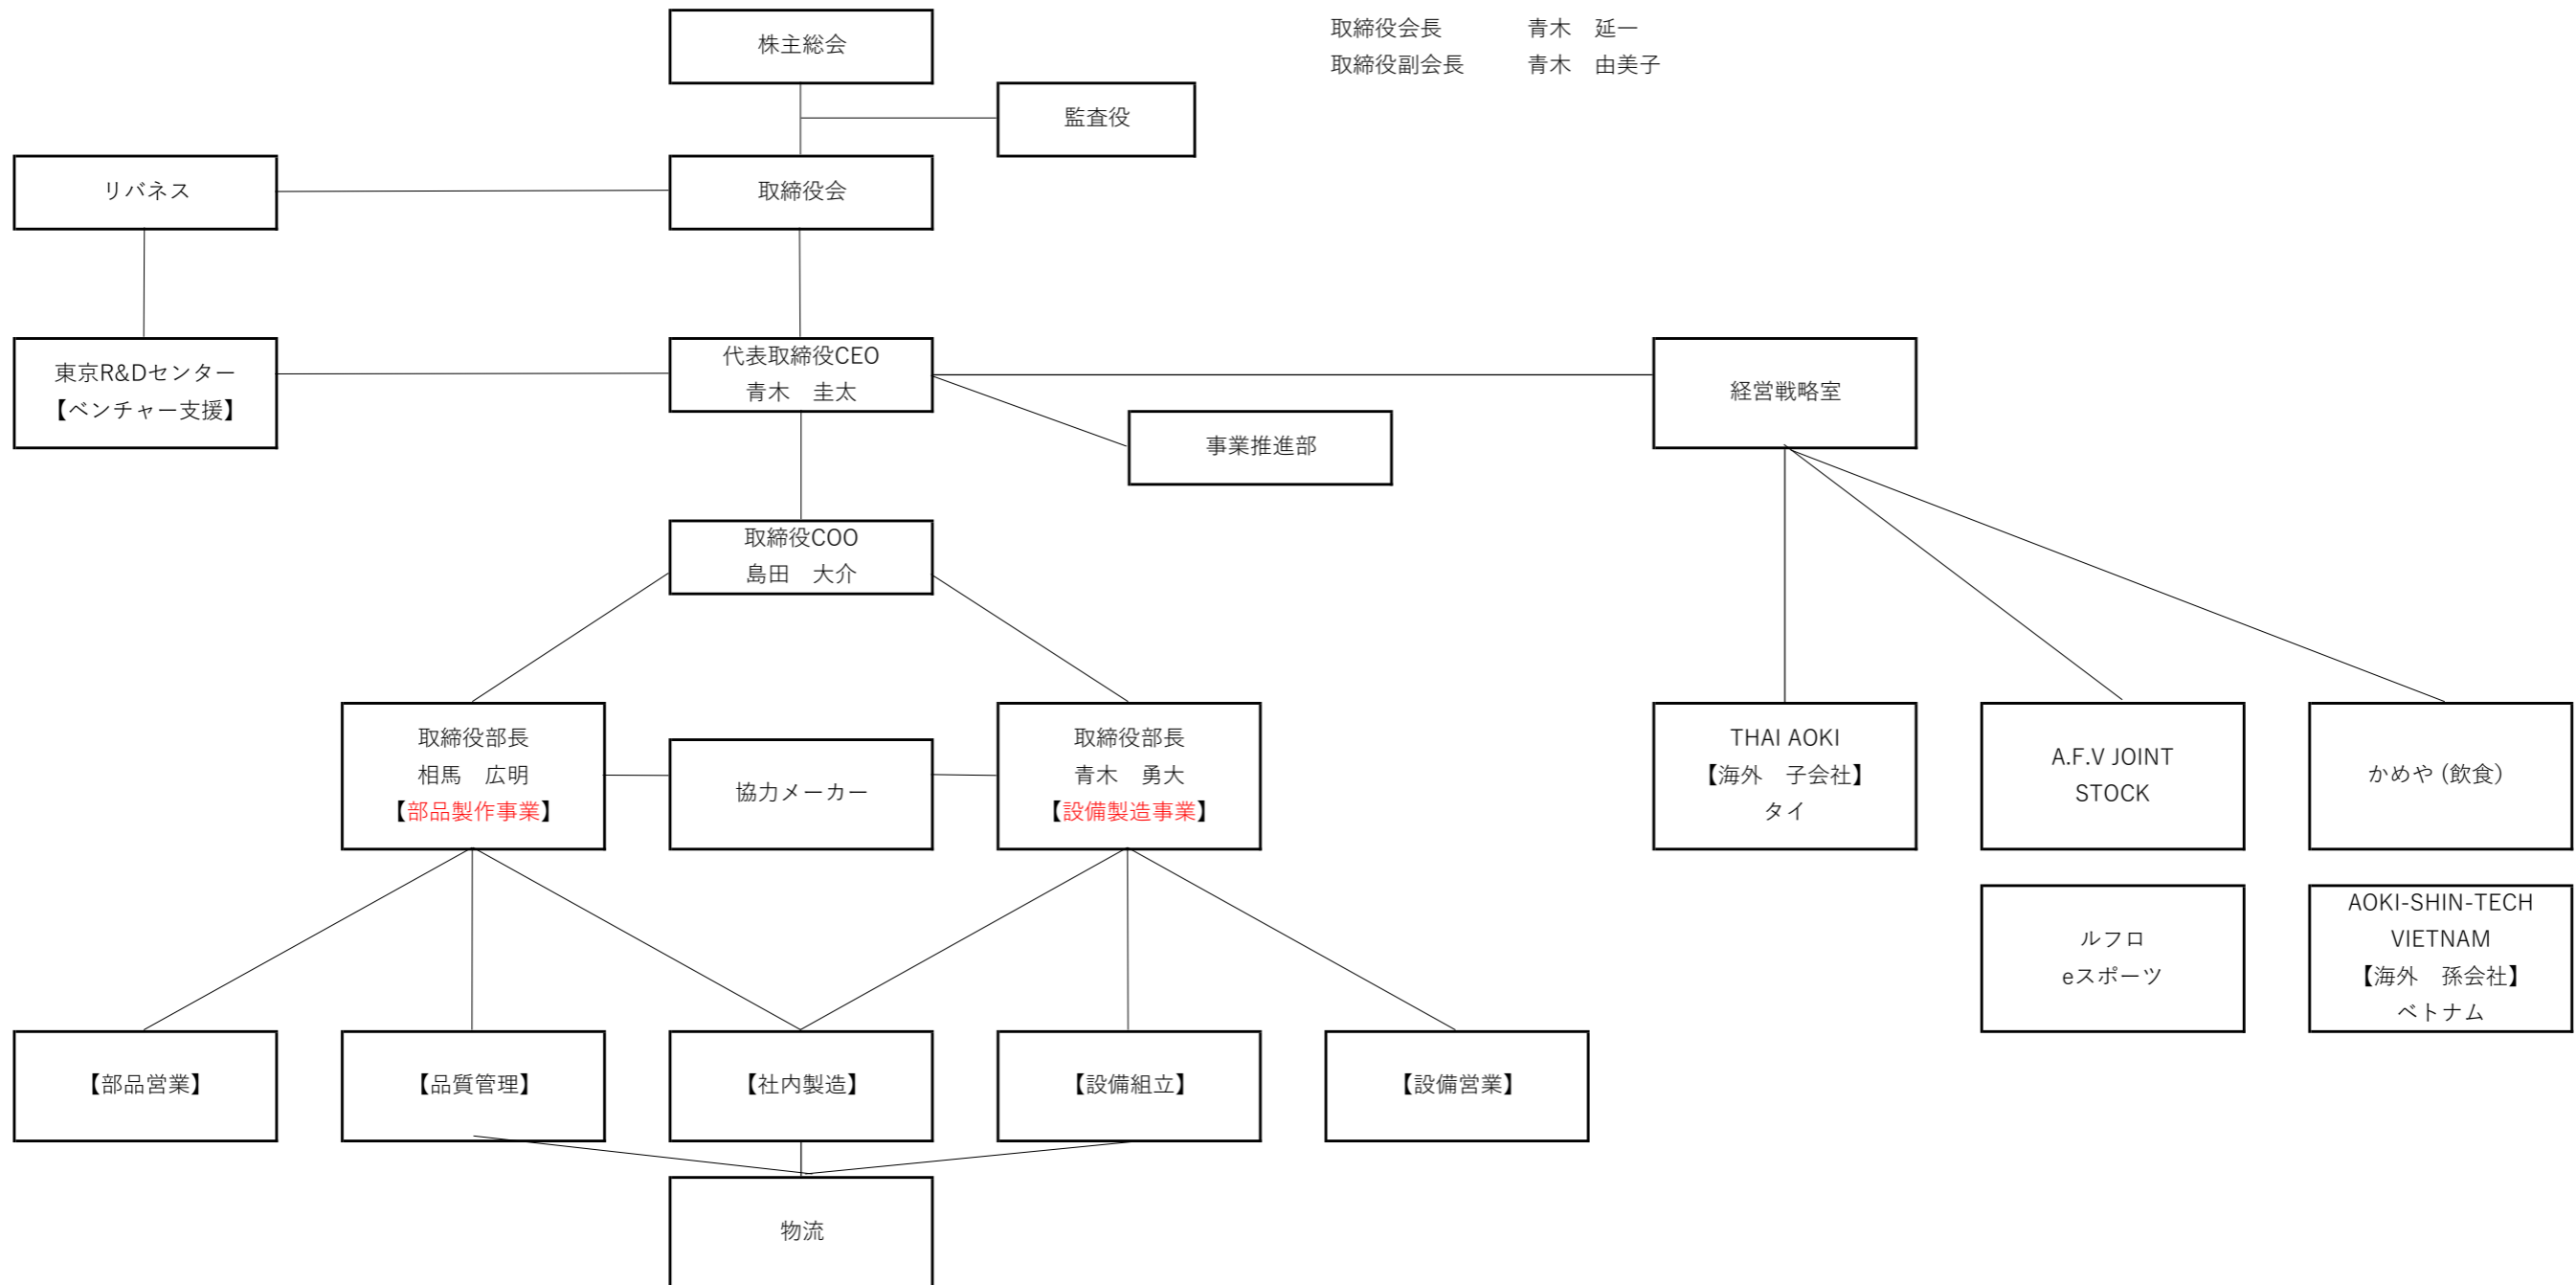 株主総会
取締役会長　青木　延一
取締役副会長　青木　由美子
監査役
リバネス
取締役会
東京R&Dセンター
【ベンチャー支援】
代表取締役CEO
青木　圭太
経営戦略室
事業推進部
取締役COO
島田　大介
取締役部長
相馬　広明
【部品製作事業】
協力メーカー
取締役部長
青木　勇大
【設備製造事業】
THAI AOKI
【海外　子会社】
タイ
A.F.V JOINT
STOCK
かめや (飲食)
ルフロ
eスポーツ
AOKI-SHIN-TECH
VIETNAM
【海外　孫会社】
ベトナム
【部品営業】
【品質管理】
【社内製造】
【設備組立】
【設備営業】
物流